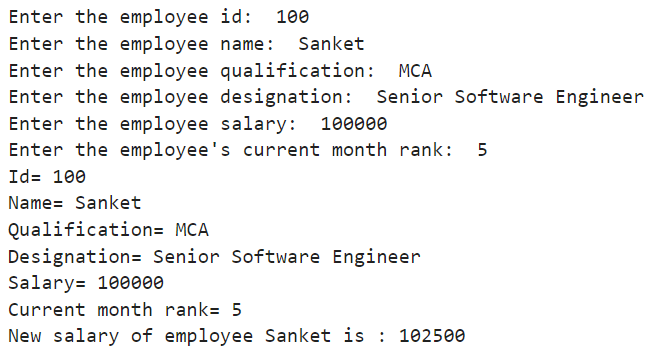 Enter the employee id:  100
Enter the employee name:  Sanket
Enter the employee qualification:  MCA
Enter the employee designation:  Senior Software Engineer
Enter the employee salary:  100000
Enter the employee's current month rank:  5
Id= 100
Name= Sanket
Qualification= MCA
Designation= Senior Software Engineer
Salary= 100000
Current month rank= 5
New salary of employee Sanket is : 102500